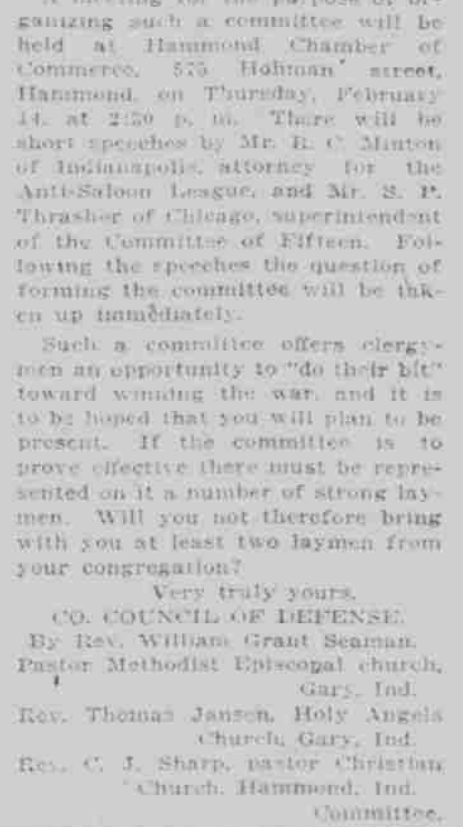 A meeting for the purpose of or-
ganizing such a committee will be
held at Hammond Chamber of
Commerce, 575 Hohman street,
Hammond, on Thursday, February
14, at 2:30 p. m. There will be
short speeches by Mr. R. C. Minton
of Indianapolis, attorney for the
Anti-Saloon League, and Mr. S. P.
Thrasher of Chicago, superintendent
of the Committee of Fifteen. Fol-
lowing the speeches the question of
forming the committee will be tak-
en up immediately.
Such a committee offers clergy-
men an opportunity to "do their bit"
toward winning the war, and it is
to be hoped that you will plan to be
present. If the committee is to
prove effective there must be repre-
sented on it a number of strong lay-
men. Will you not therefore bring
with you at least two laymen from
your congregation?
Very truly yours,
CO. COUNCIL OF DEFENSE.
By Rev. William Grant Seaman,
Pastor Methodist Episcopal church,
Gary, Ind.
Rev. Thomas Jansen, Holy Angels
Church, Gary, Ind.
Rev. C. J. Sharp, pastor Christian
Church, Hammond, Ind.
Committee.